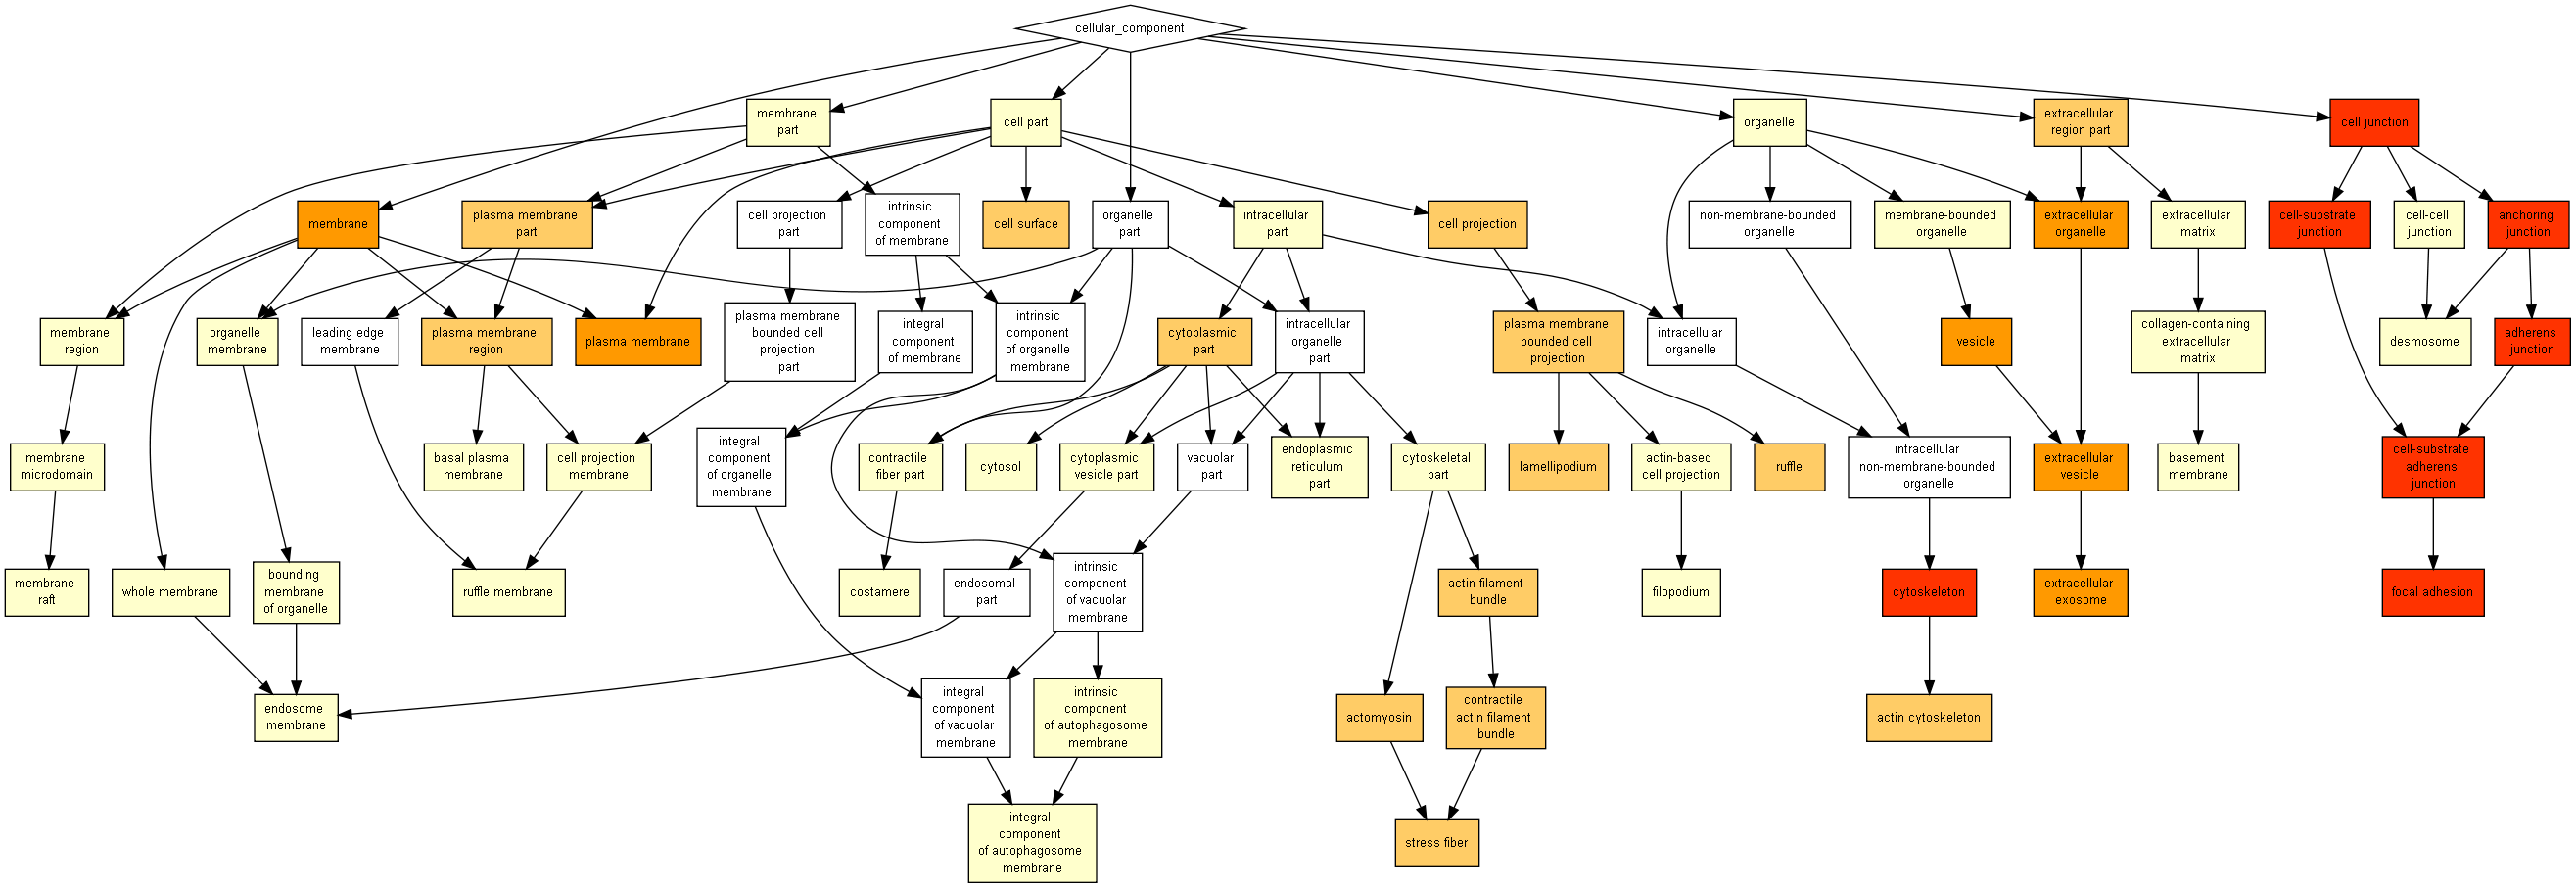 cellular_component
membrane
part
cell part
organelle
extracellular
region part
cell junction
membrane
plasma membrane
part
cell projection
part
intrinsic
component
of membrane
cell surface
organelle
part
intracellular
part
cell projection
non-membrane-bounded
organelle
membrane-bounded
organelle
extracellular
organelle
extracellular
matrix
cell-substrate
junction
cell-cell
junction
anchoring
junction
membrane
region
organelle
membrane
leading edge
membrane
plasma membrane
region
plasma membrane
plasma membrane
bounded cell
projection
part
integral
component
of membrane
intrinsic
component
of organelle
membrane
cytoplasmic
part
intracellular
organelle
part
plasma membrane
bounded cell
projection
intracellular
organelle
vesicle
collagen-containing
extracellular
matrix
desmosome
adherens
junction
membrane
microdomain
basal plasma
membrane
cell projection
membrane
integral
component
of organelle
membrane
contractile
fiber part
cytosol
cytoplasmic
vesicle part
vacuolar
part
endoplasmic
reticulum
part
cytoskeletal
part
lamellipodium
actin-based
cell projection
ruffle
intracellular
non-membrane-bounded
organelle
extracellular
vesicle
basement
membrane
cell-substrate
adherens
junction
membrane
raft
whole membrane
bounding
membrane
of organelle
ruffle membrane
costamere
endosomal
part
intrinsic
component
of vacuolar
membrane
actin filament
bundle
filopodium
cytoskeleton
extracellular
exosome
focal adhesion
endosome
membrane
integral
component
of vacuolar
membrane
intrinsic
component
of autophagosome
membrane
actomyosin
contractile
actin filament
bundle
actin cytoskeleton
integral
component
of autophagosome
membrane
stress fiber